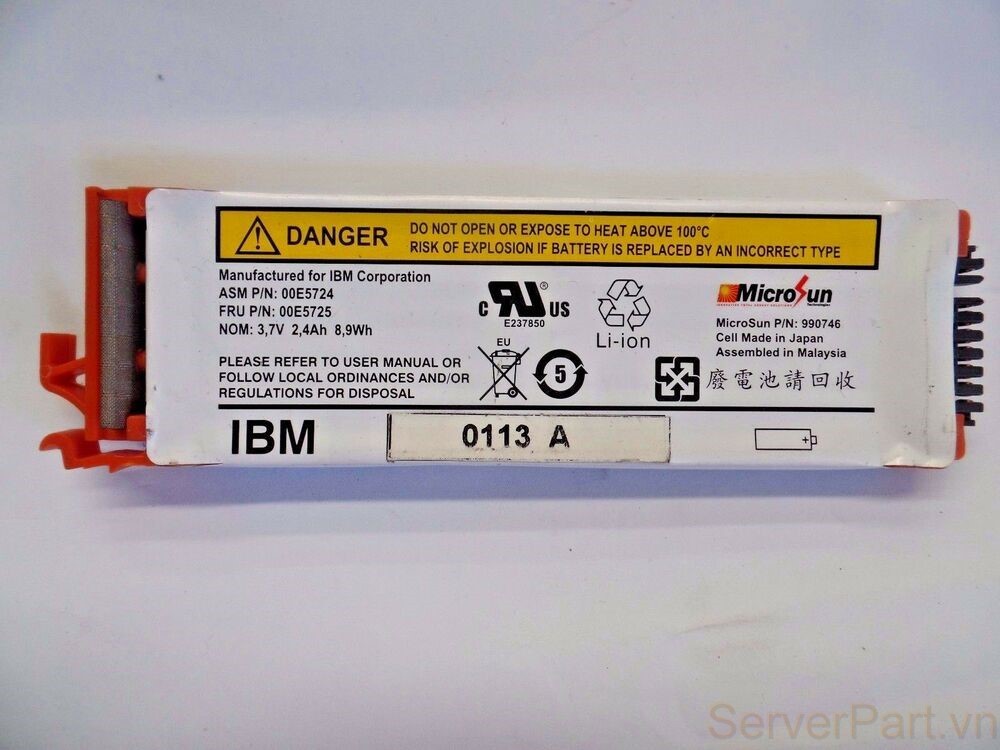 DANGER
DO NOT OPEN OR EXPOSE TO HEAT ABOVE 100°C
RISK OF EXPLOSION IF BATTERY IS REPLACED BY AN INCORRECT TYPE
Manufactured for IBM Corporation
ASM P/N: 00E5724
FRU P/N: 00E5725
NOM: 3,7V 2,4Ah 8,9Wh
PLEASE REFER TO USER MANUAL OR
FOLLOW LOCAL ORDINANCES AND/OR
REGULATIONS FOR DISPOSAL
C RU® US
E237850
Li-ion
EU
5
MicroSun
Technologies
MicroSun P/N: 990746
Cell Made in Japan
Assembled in Malaysia
廢電池請回收
IBM
0113 A
+
ServerPart.vn